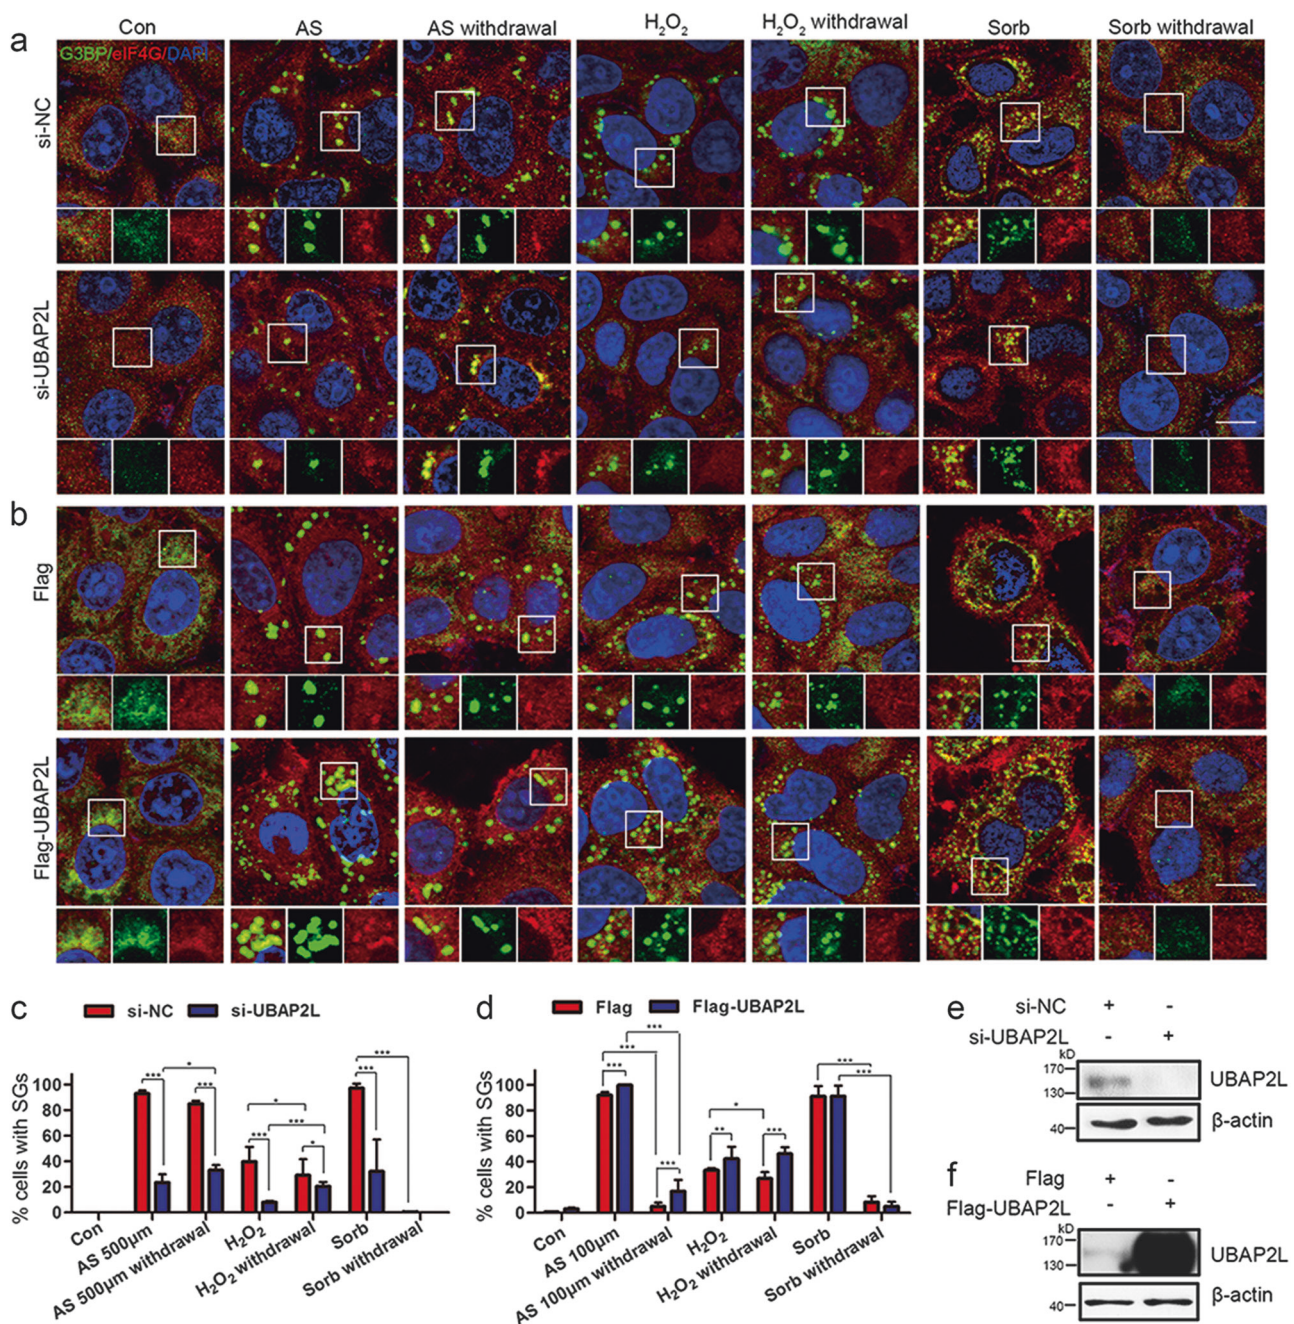 a
Con AS AS withdrawal H₂O₂ H₂O₂ withdrawal Sorb Sorb withdrawal
G3BP/eIF4G/DAPI
si-NC
si-UBAP2L
b
Flag
Flag-UBAP2L
c
si-NC si-UBAP2L
% cells with SGs
100
80
60
40
20
0
*** * *** * *** *** * *** ***
Con
AS 500μm
AS 500μm withdrawal
H₂O₂
H₂O₂ withdrawal
Sorb
Sorb withdrawal
d
Flag Flag-UBAP2L
% cells with SGs
100
80
60
40
20
0
*** *** *** *** * ** *** *** ***
Con
AS 100μm
AS 100μm withdrawal
H₂O₂
H₂O₂ withdrawal
Sorb
Sorb withdrawal
e
si-NC + -
si-UBAP2L - +
kD
170
130
UBAP2L
40
β-actin
f
Flag + -
Flag-UBAP2L - +
kD
170
130
UBAP2L
40
β-actin